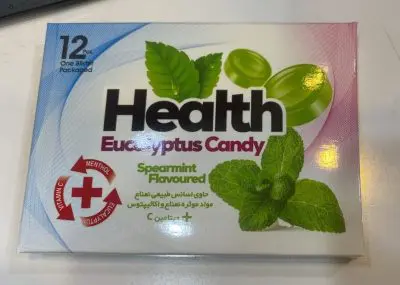 12 Pcs.
One Blister
Packaged
Health
Eucalyptus Candy
Spearmint
Flavoured
حاوی اسانس طبیعی نعناع
مواد موثره نعناع و اکالیپتوس
+ ویتامین C
MENTHOL
EUCALYPTUS
VITAMIN C